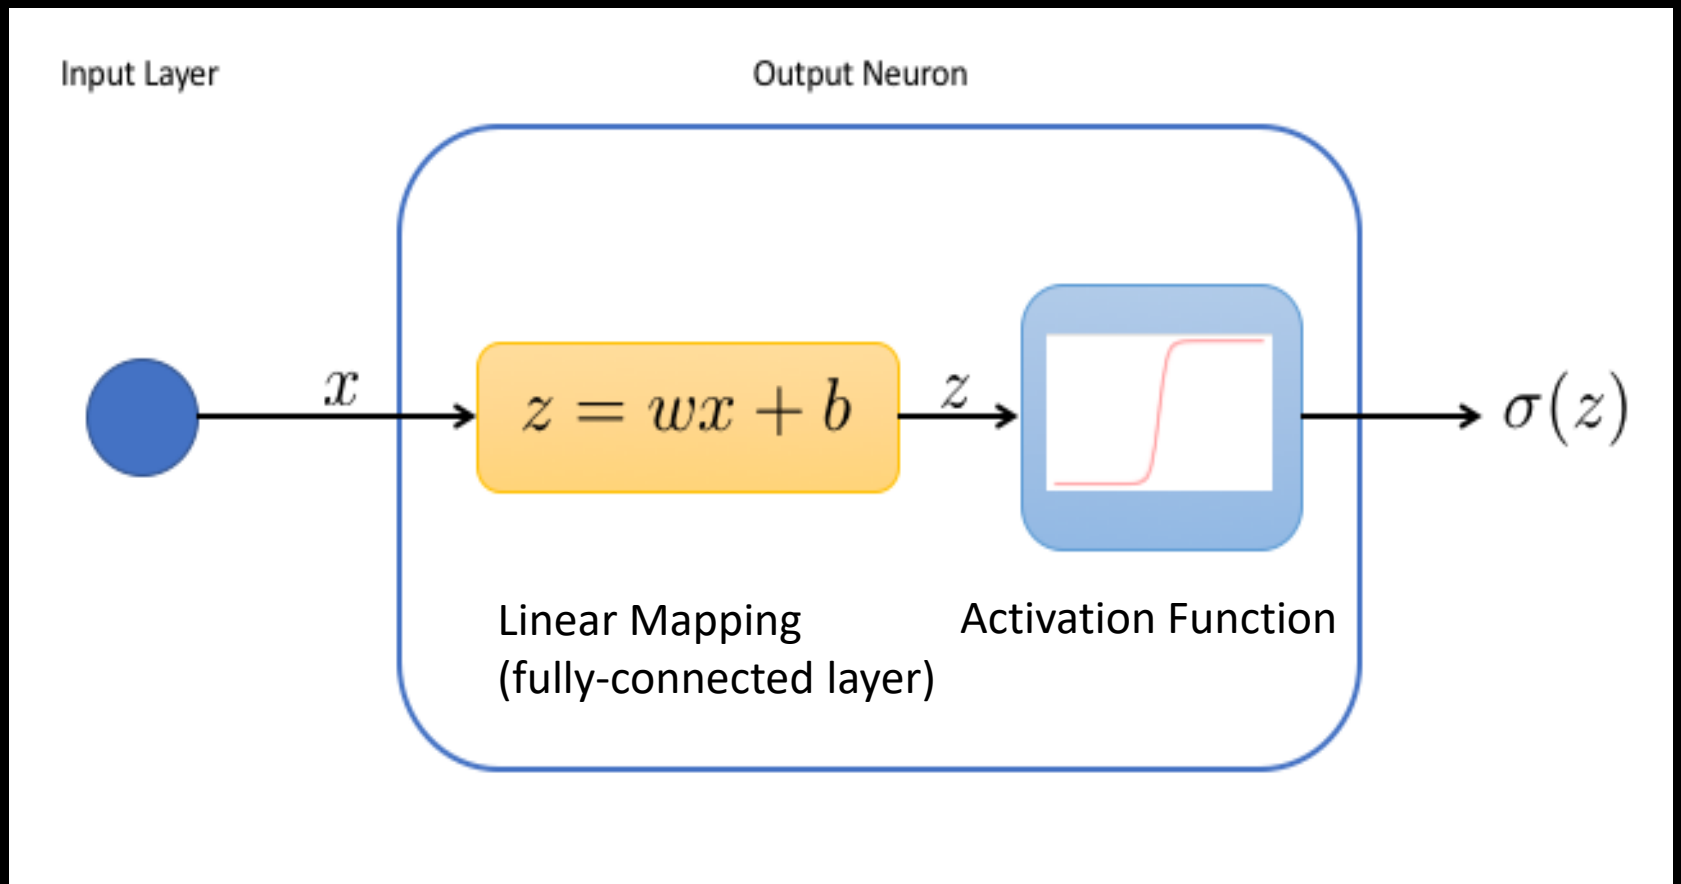 Input Layer
Output Neuron
x
z = wx + b
z
σ(z)
Linear Mapping
(fully-connected layer)
Activation Function